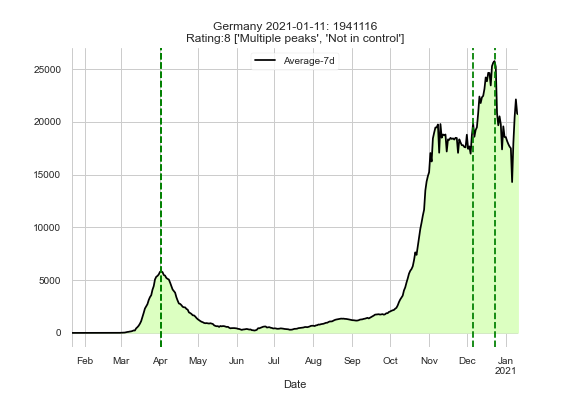 Germany 2021-01-11: 1941116
Rating:8 ['Multiple peaks', 'Not in control']
Average-7d
25000
20000
15000
10000
5000
0
Feb Mar Apr May Jun Jul Aug Sep Oct Nov Dec Jan
2021
Date